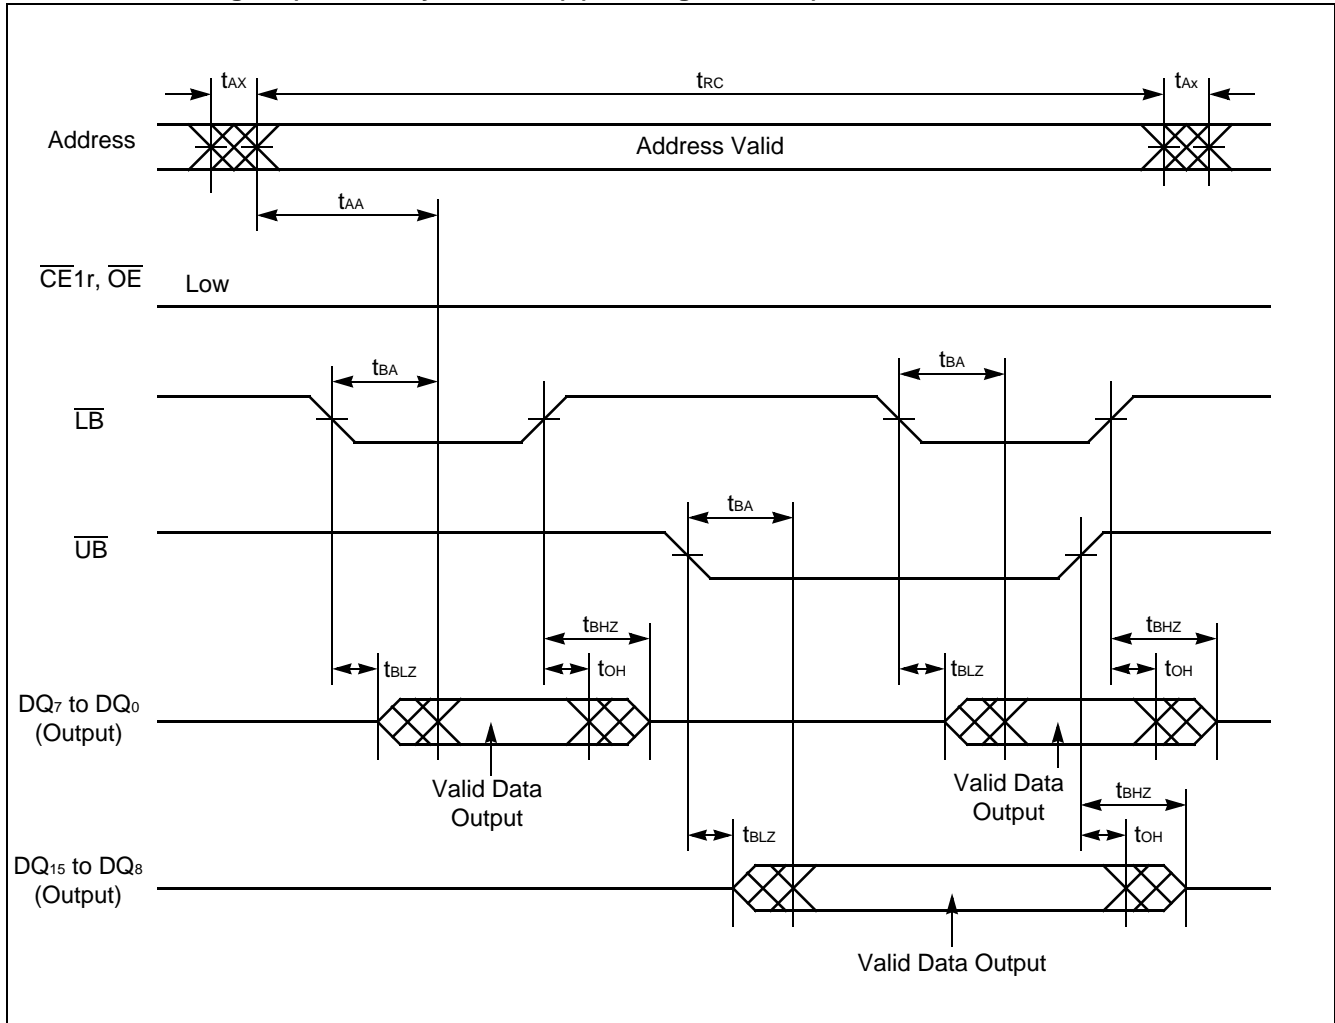 tAX tRC tAx
Address Address Valid
tAA
CE1r, OE Low
tBA tBA
LB
tBA
UB
tBHZ tBHZ
tBLZ tOH tBLZ tOH
DQ7 to DQ0
(Output)
Valid Data
Output
Valid Data
Output
tBHZ
tBLZ tOH
DQ15 to DQ8
(Output)
Valid Data Output